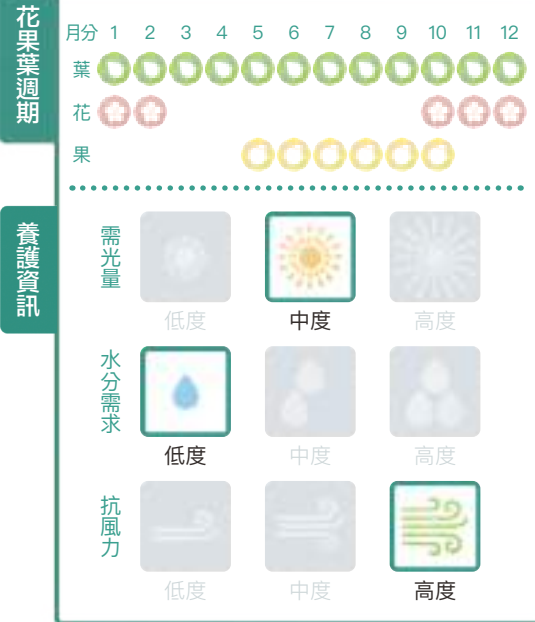 花果葉週期
月分 1 2 3 4 5 6 7 8 9 10 11 12
葉
花
果
養護資訊
需光量
低度 中度 高度
水分需求
低度 中度 高度
抗風力
低度 中度 高度